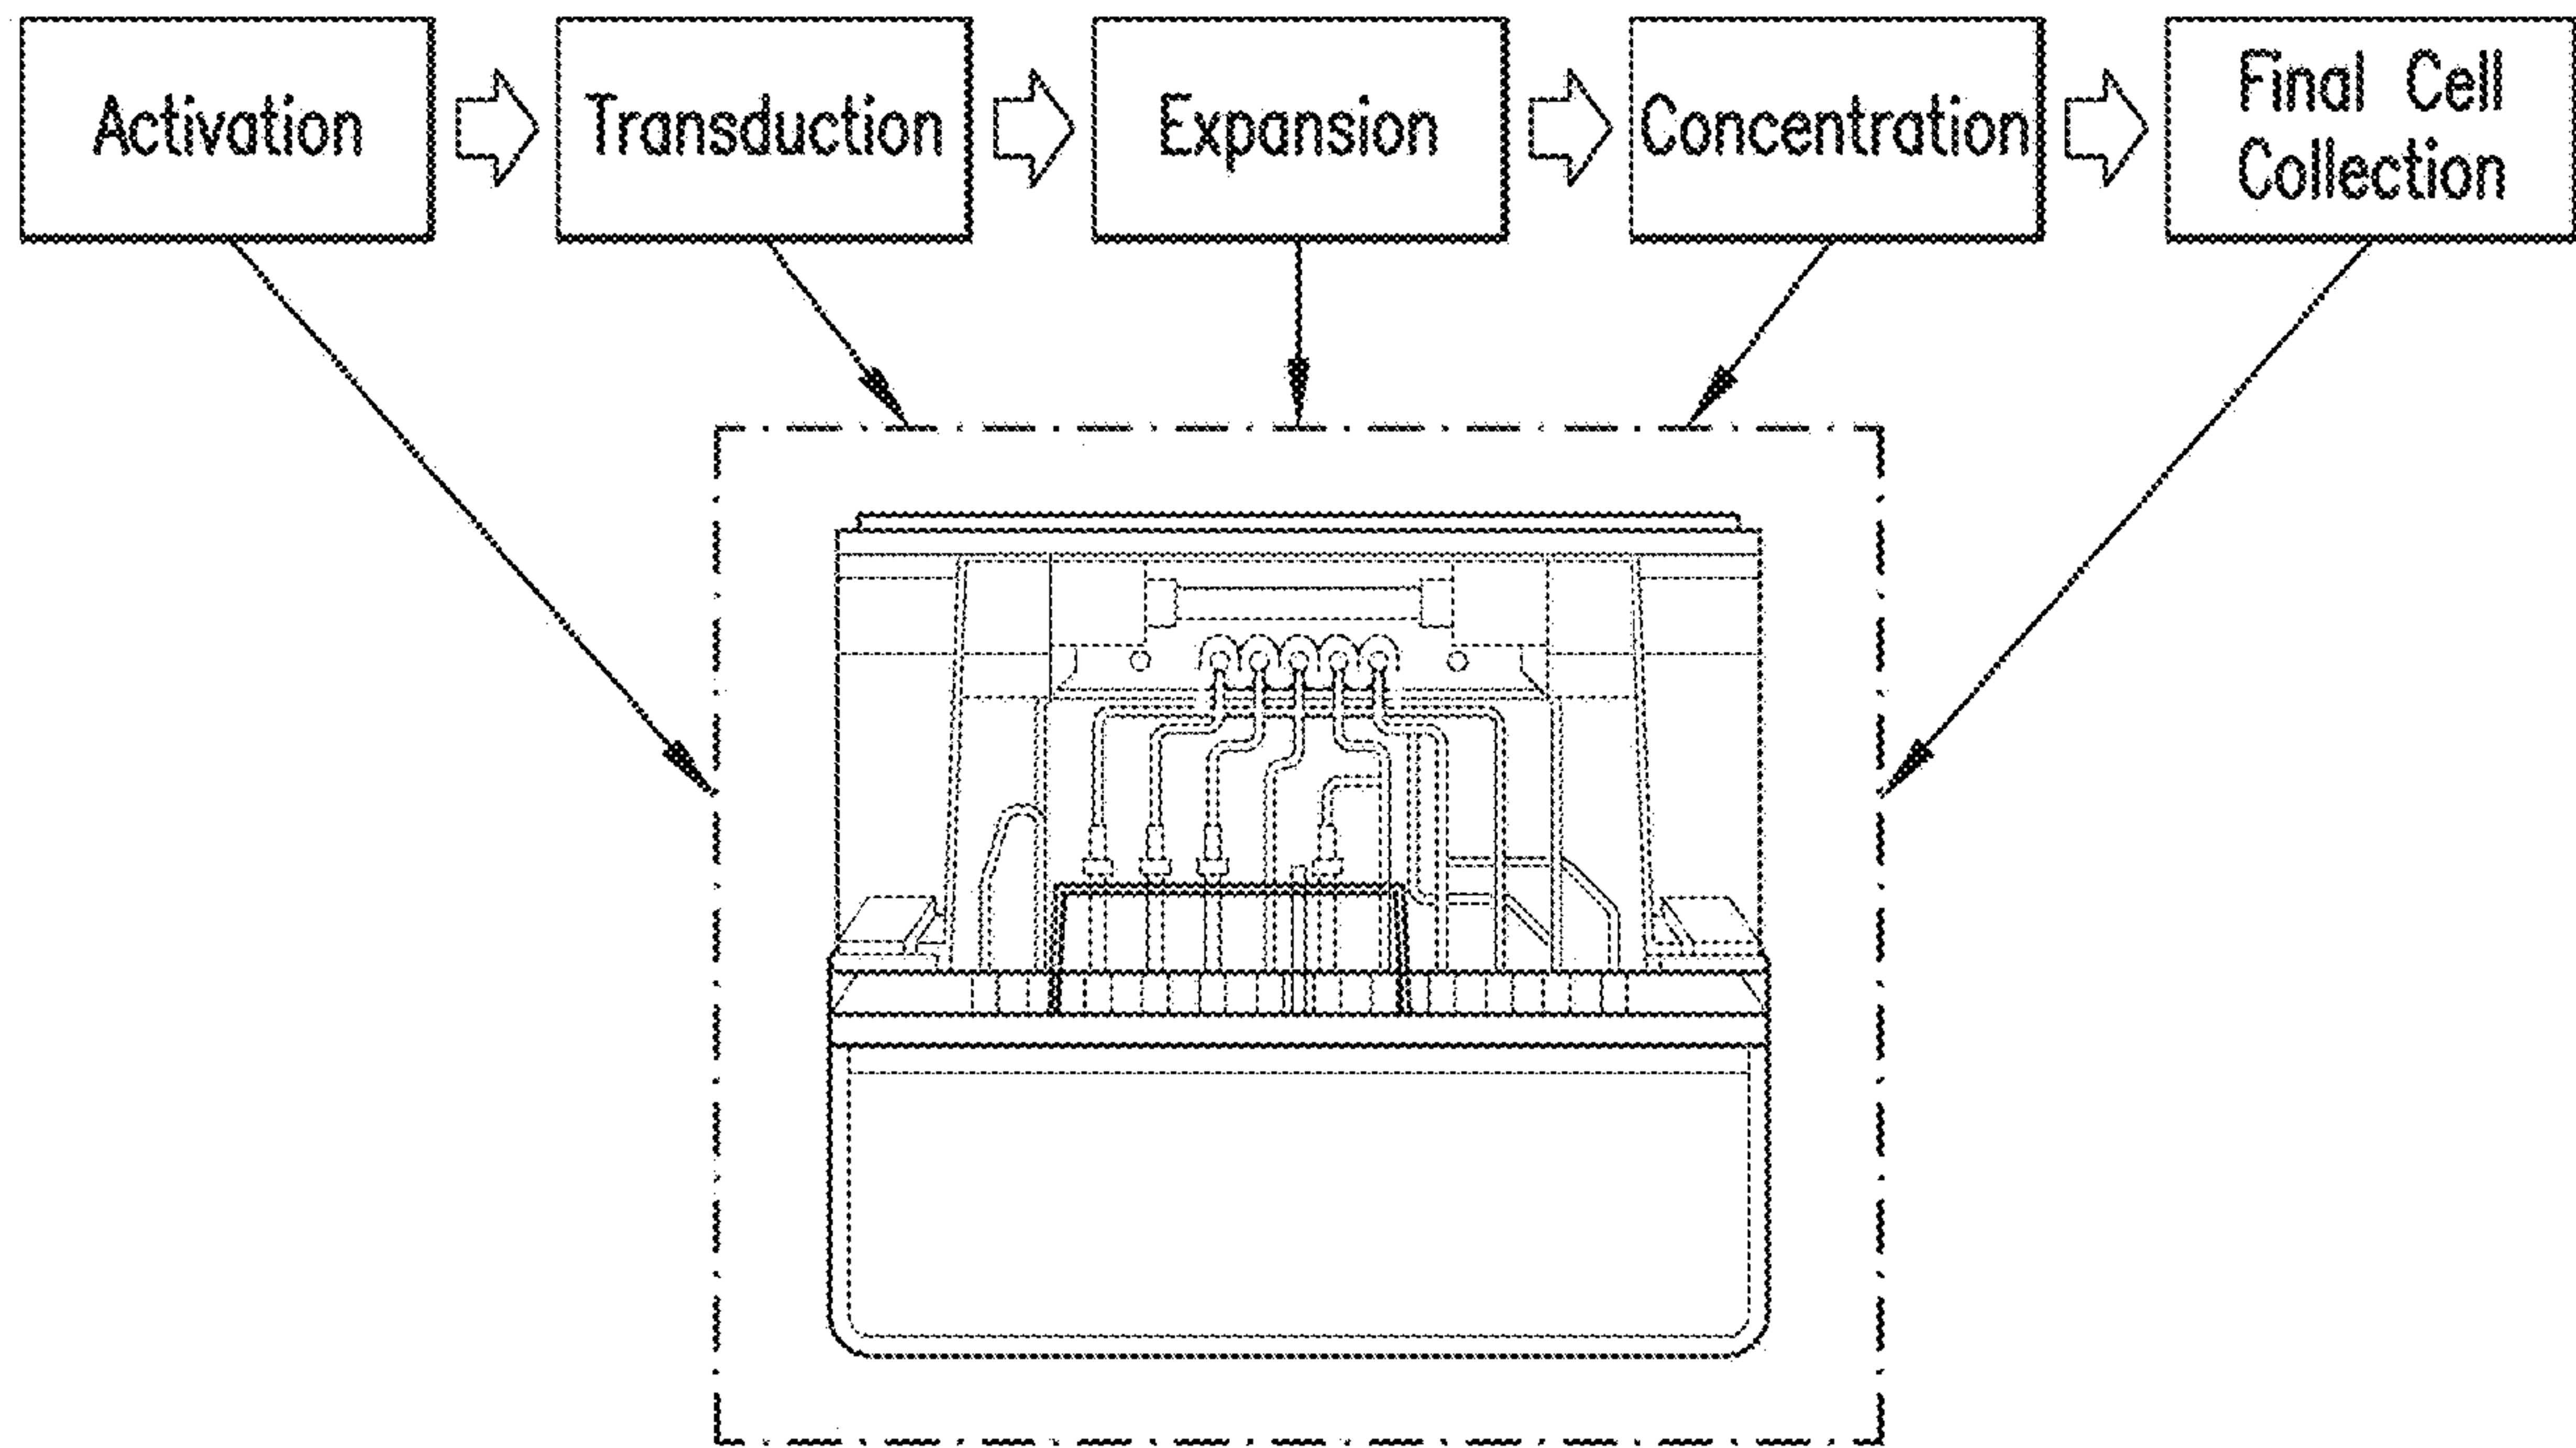 Activation
Transduction
Expansion
Concentration
Final Cell
Collection